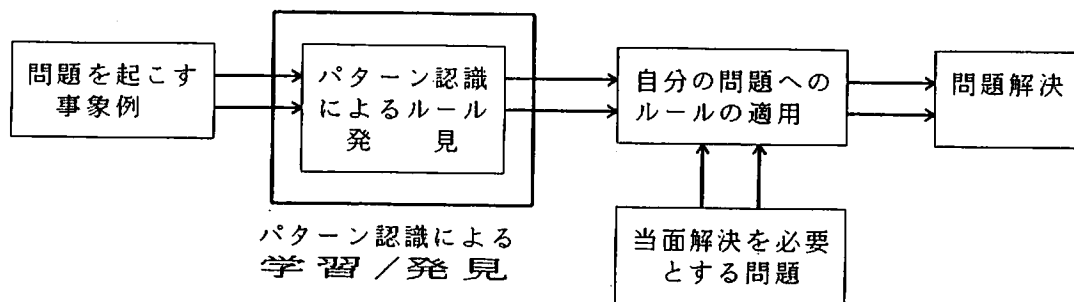 問題を起こす
事象例
パターン認識
によるルール
発見
自分の問題への
ルールの適用
問題解決
パターン認識による
学習／発見
当面解決を必要
とする問題